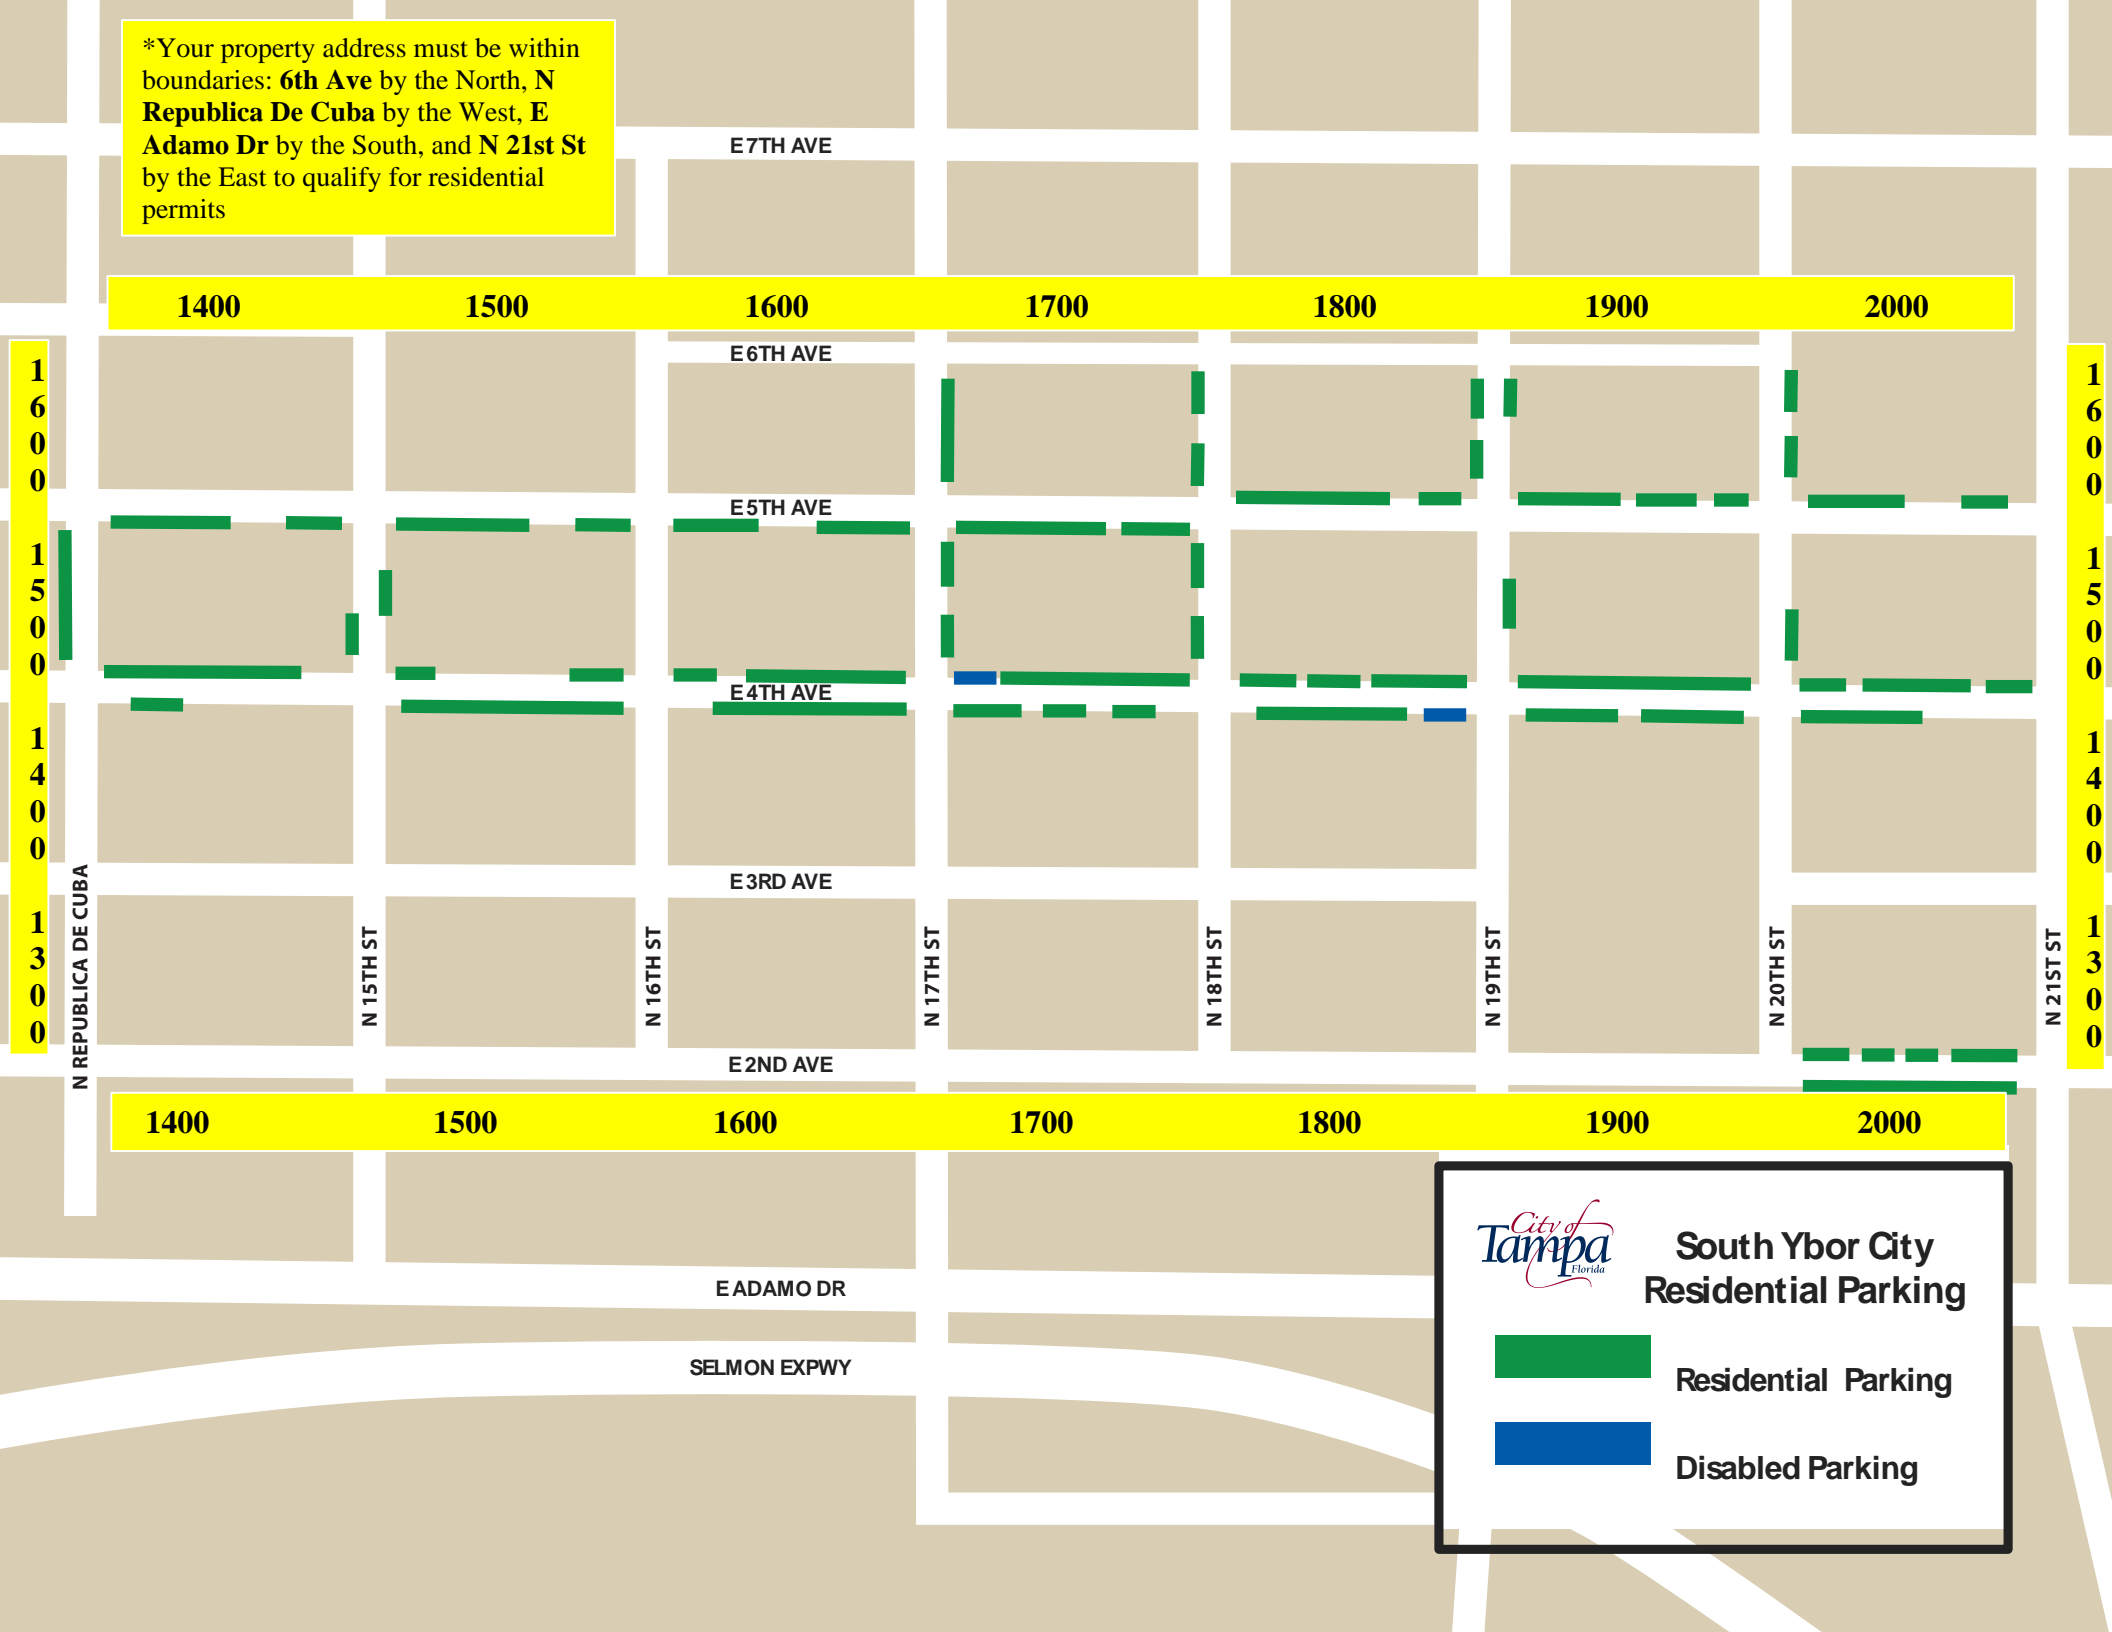 *Your property address must be within
boundaries: 6th Ave by the North, N
Republica De Cuba by the West, E
Adamo Dr by the South, and N 21st St
by the East to qualify for residential
permits
E 7TH AVE
1400 1500 1600 1700 1800 1900 2000
E 6TH AVE
1600
1600
E 5TH AVE
1500
1500
E 4TH AVE
1400
1400
E 3RD AVE
1300
1300
N REPUBLICA DE CUBA
N 15TH ST
N 16TH ST
N 17TH ST
N 18TH ST
N 19TH ST
N 20TH ST
N 21ST ST
E 2ND AVE
1400 1500 1600 1700 1800 1900 2000
E ADAMO DR
SELMON EXPWY
City of
Tampa
Florida
South Ybor City
Residential Parking
Residential Parking
Disabled Parking